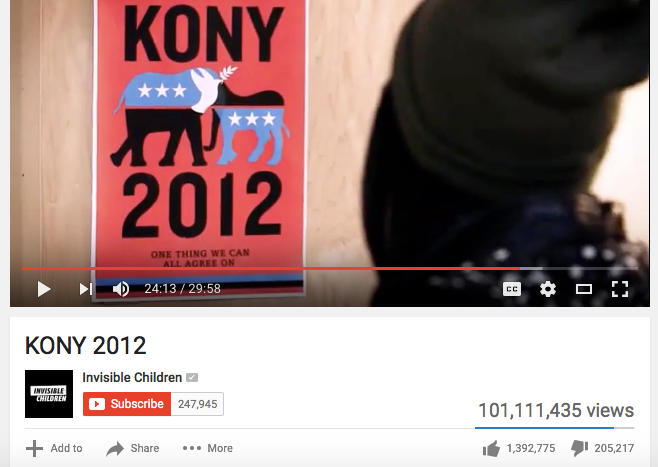 KONY
2012
ONE THING WE CAN
ALL AGREE ON
24:13 / 29:58
CC
KONY 2012
INVISIBLE
CHILDREN
Invisible Children
Subscribe 247,945
101,111,435 views
Add to Share More 1,392,775 205,217